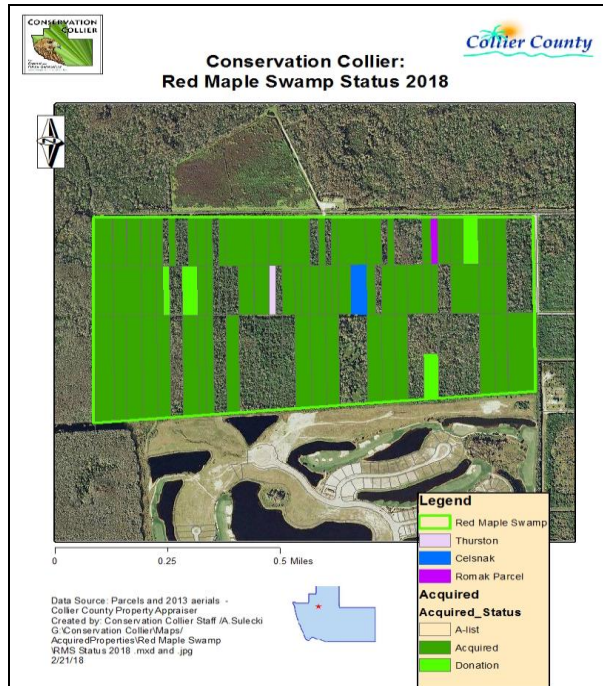 CONSERVATION
COLLIER
Collier County
Conservation Collier:
Red Maple Swamp Status 2018
Legend
Red Maple Swamp
Thurston
Celsnak
Romak Parcel
Acquired
Acquired_Status
A-list
Acquired
Donation
0
0.25
0.5 Miles
Data Source: Parcels and 2013 aerials -
Collier County Property Appraiser
Created by: Conservation Collier Staff /A.Sulecki
G:\Conservation Collier\Maps/
AcquiredProperties\Red Maple Swamp
\RMS Status 2018 .mxd and .jpg
2/21/18